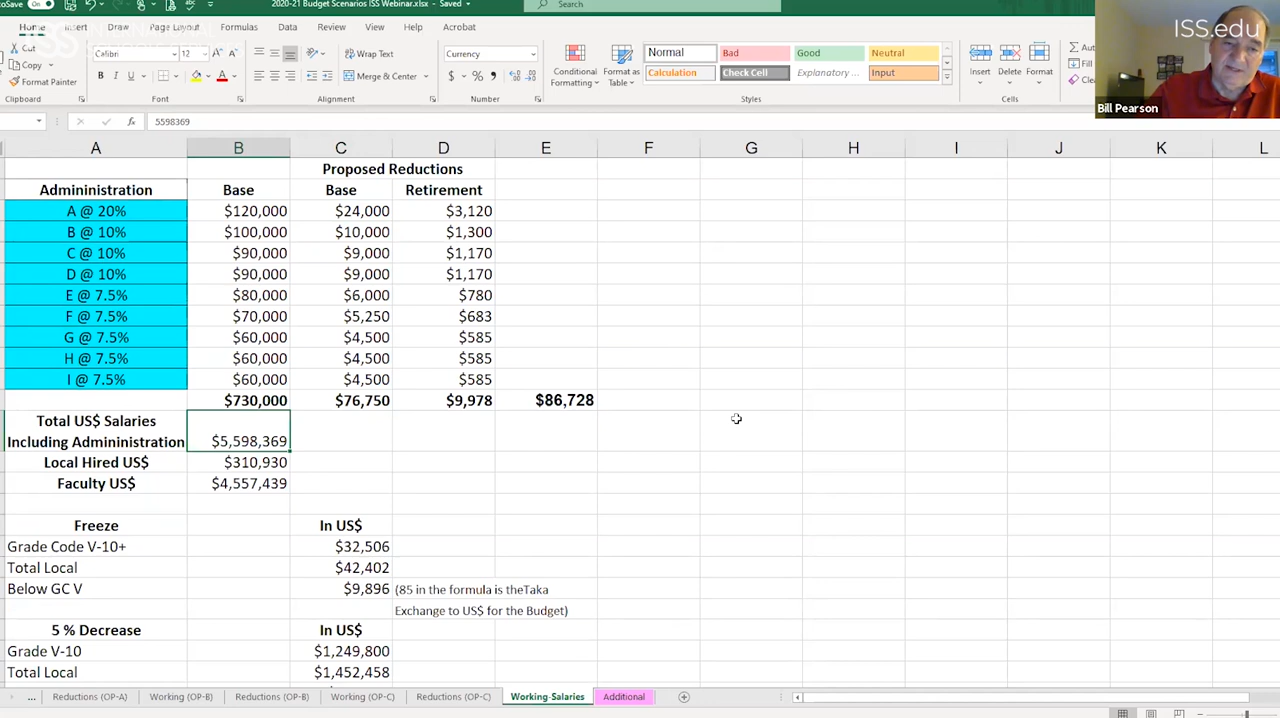 AutoSave On
2020-21 Budget Scenarios ISS Webinar.xlsx - Saved
Search
ISS.edu
Bill Pearson
Home Insert Draw Page Layout Formulas Data Review View Acrobat
Cut
Copy
Format Painter
Clipboard
Calibri 12
B I U
Font
Wrap Text
Merge & Center
Alignment
Currency
$ % ,
Number
Conditional Formatting
Format as Table
Normal Bad Good Neutral
Calculation Check Cell Explanatory ... Input
Styles
Insert Delete Format
Cells
fx 5598369
A B C D E F G H I J K L
Proposed Reductions
Admininistration Base Base Retirement
A @ 20% $120,000 $24,000 $3,120
B @ 10% $100,000 $10,000 $1,300
C @ 10% $90,000 $9,000 $1,170
D @ 10% $90,000 $9,000 $1,170
E @ 7.5% $80,000 $6,000 $780
F @ 7.5% $70,000 $5,250 $683
G @ 7.5% $60,000 $4,500 $585
H @ 7.5% $60,000 $4,500 $585
I @ 7.5% $60,000 $4,500 $585
$730,000 $76,750 $9,978 $86,728
Total US$ Salaries
Including Admininistration $5,598,369
Local Hired US$ $310,930
Faculty US$ $4,557,439
Freeze In US$
Grade Code V-10+ $32,506
Total Local $42,402
Below GC V $9,896 (85 in the formula is theTaka
Exchange to US$ for the Budget)
5 % Decrease In US$
Grade V-10 $1,249,800
Total Local $1,452,458
... Reductions (OP-A) Working (OP-B) Reductions (OP-B) Working (OP-C) Reductions (OP-C) Working-Salaries Additional